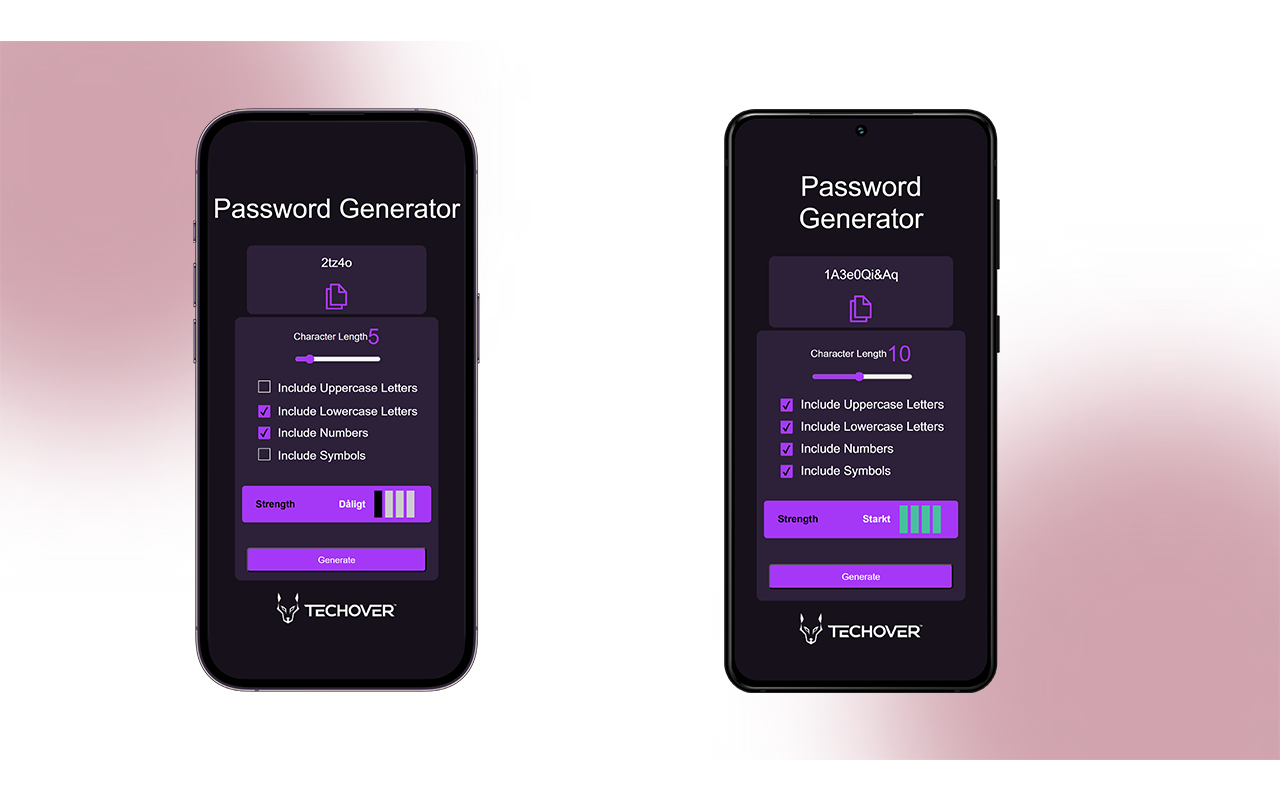 Password Generator
2tz4o
Character Length 5
Include Uppercase Letters
Include Lowercase Letters
Include Numbers
Include Symbols
Strength Dåligt
Generate
TECHOVER™
Password
Generator
1A3e0Qi&Aq
Character Length 10
Include Uppercase Letters
Include Lowercase Letters
Include Numbers
Include Symbols
Strength Starkt
Generate
TECHOVER™